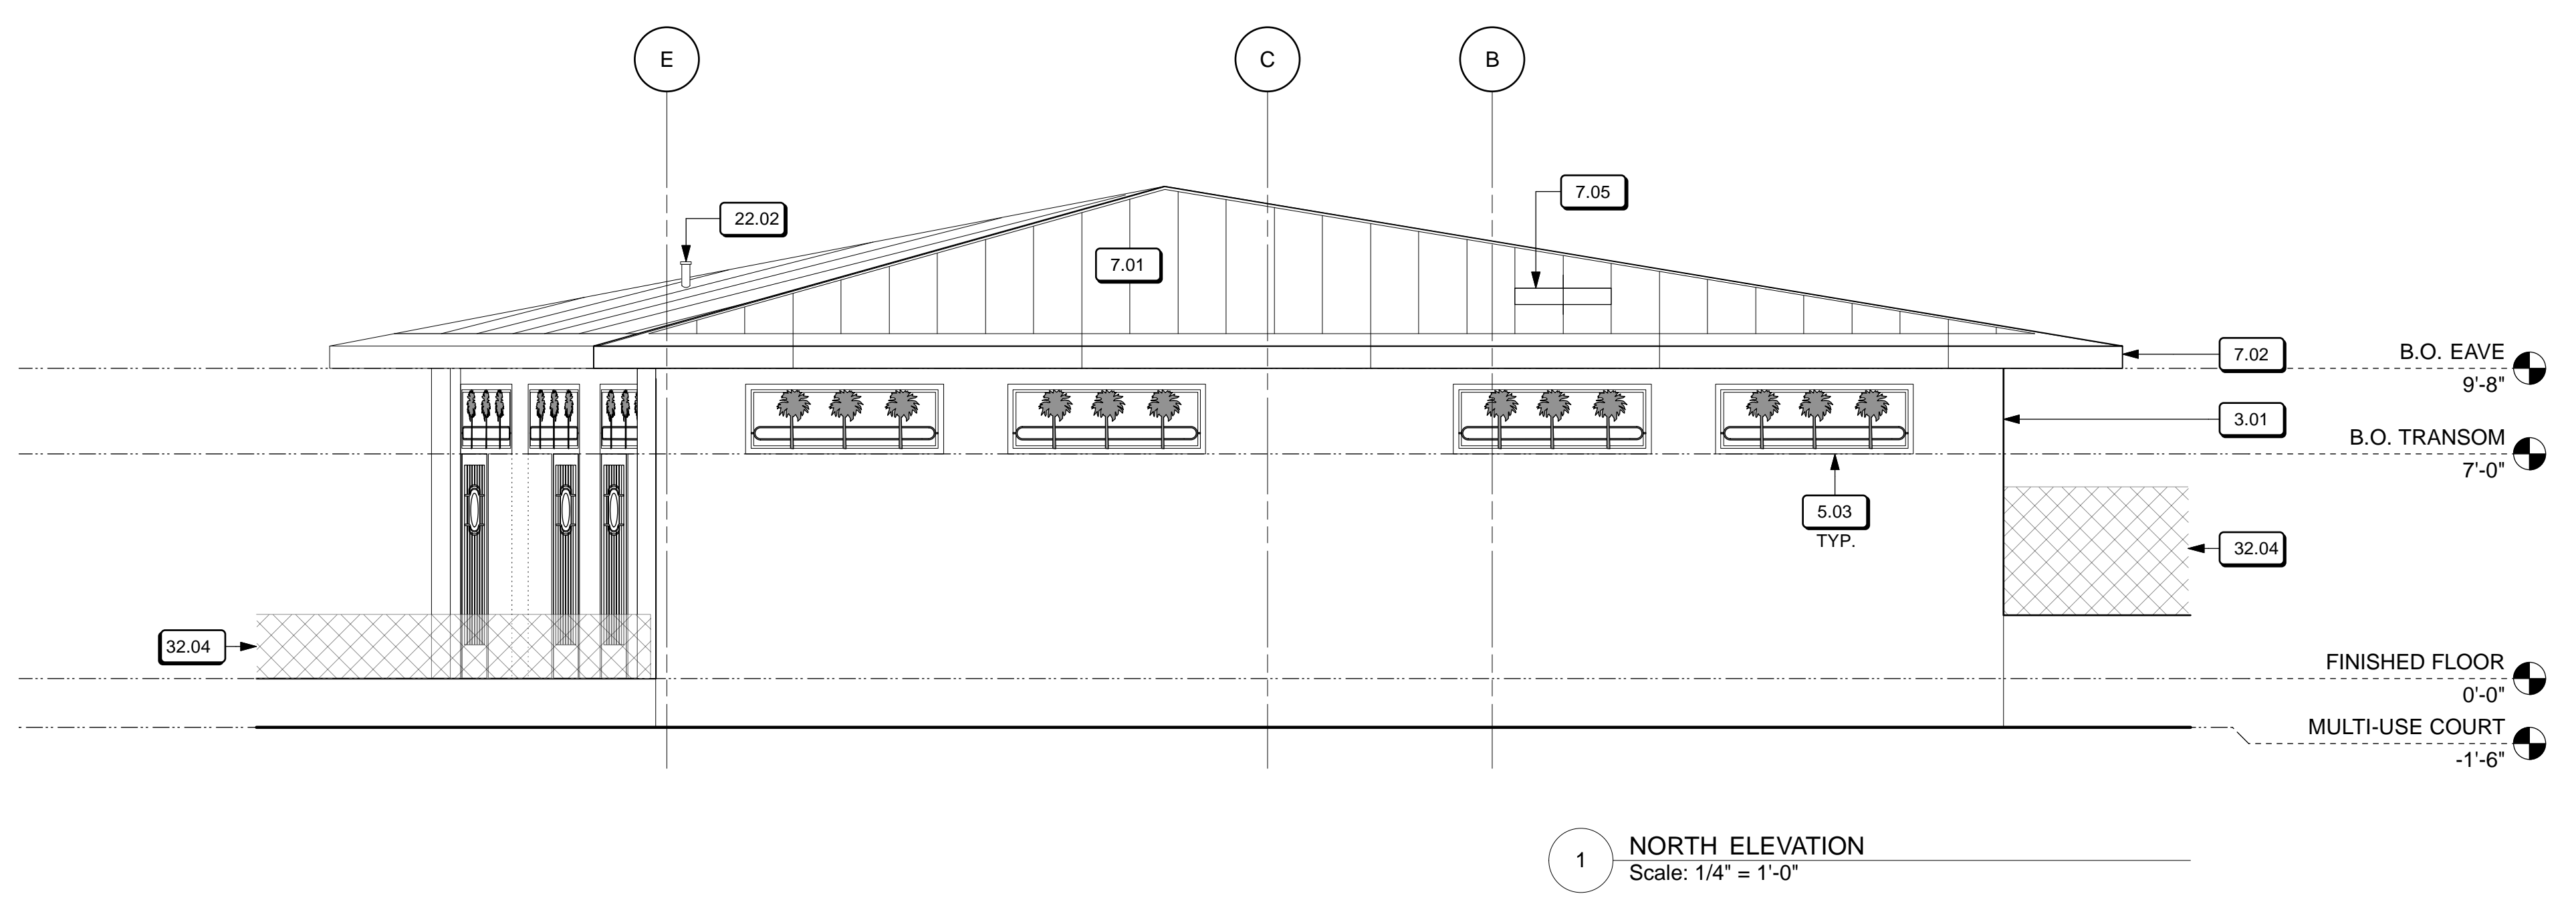 E
C
B
7.05
22.02
7.01
7.02
B.O. EAVE
9'-8"
3.01
B.O. TRANSOM
7'-0"
5.03
TYP.
32.04
32.04
FINISHED FLOOR
0'-0"
MULTI-USE COURT
-1'-6"
1
NORTH ELEVATION
Scale: 1/4" = 1'-0"